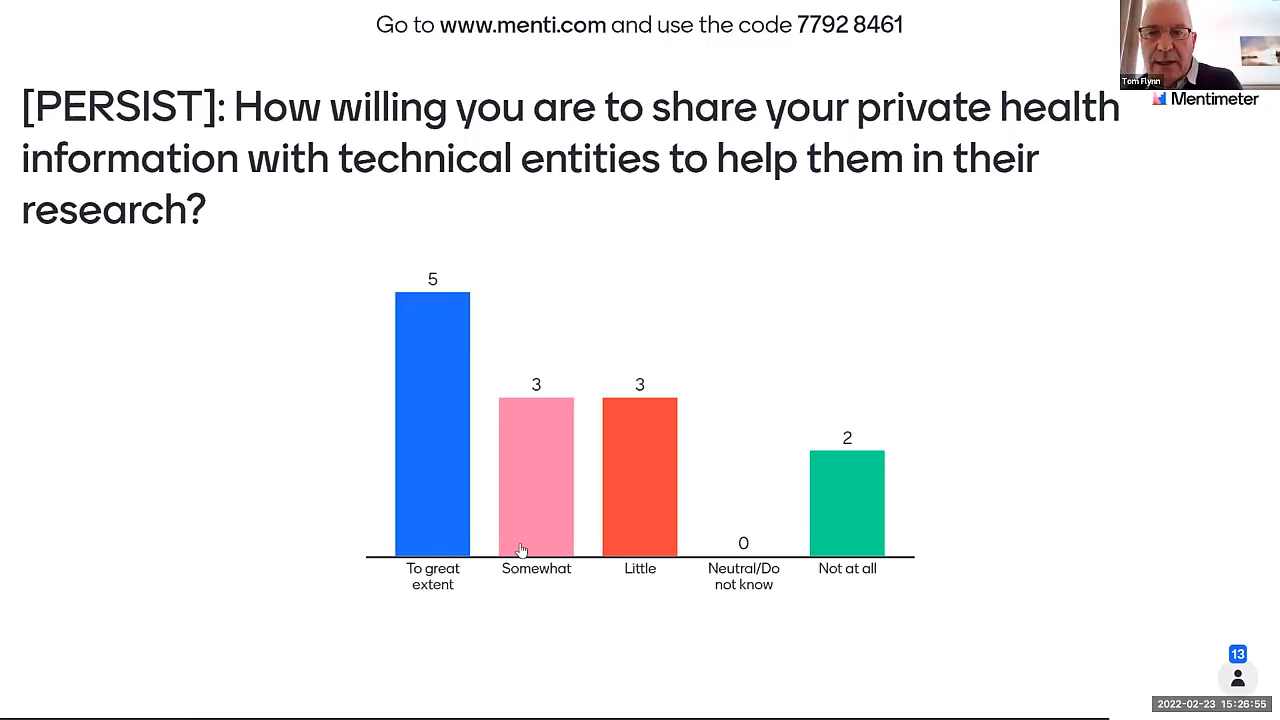 Go to www.menti.com and use the code 7792 8461
Tom Flynn
Mentimeter
[PERSIST]: How willing you are to share your private health
information with technical entities to help them in their
research?
5
3
3
0
2
To great
extent
Somewhat
Little
Neutral/Do
not know
Not at all
13
2022-02-23 15:26:55